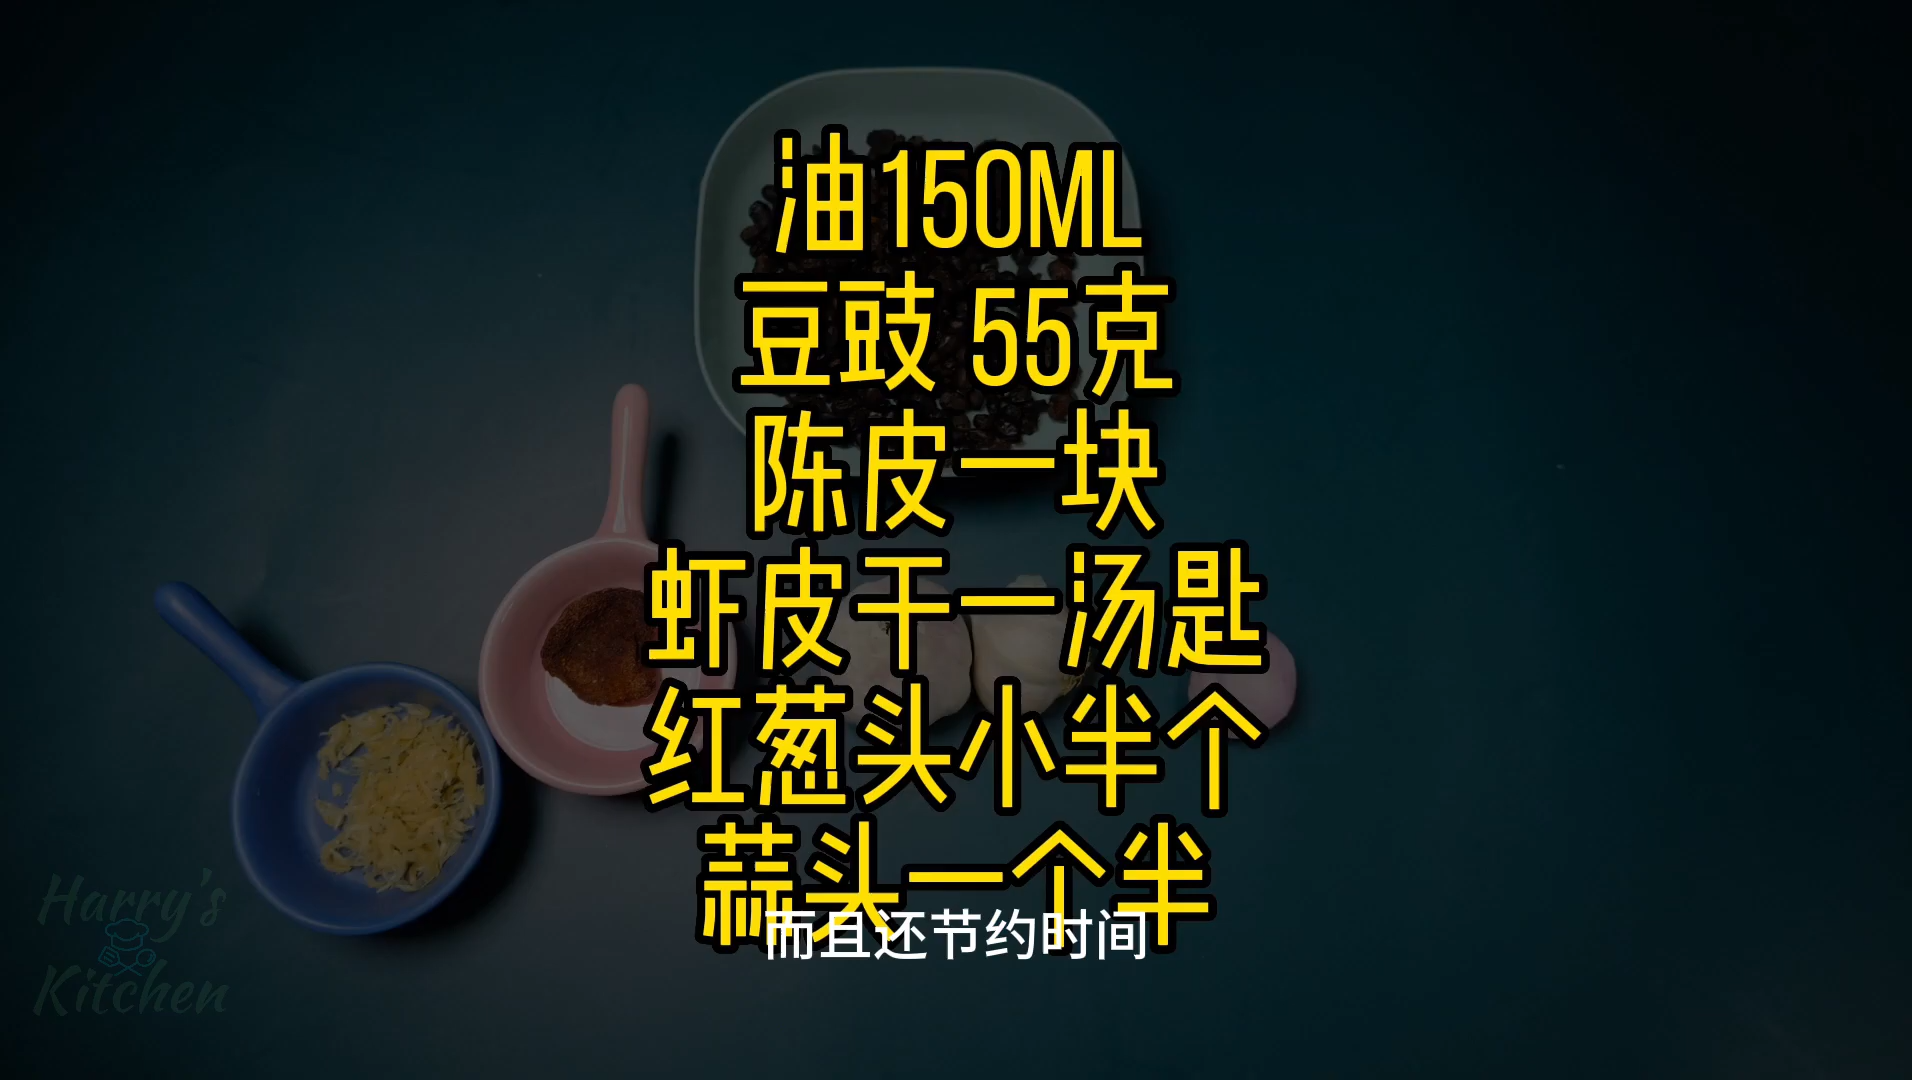 油150ML
豆豉 55克
陈皮一块
虾皮干一汤匙
红葱头小半个
蒜头一个半
而且还节约时间
Harry's
Kitchen